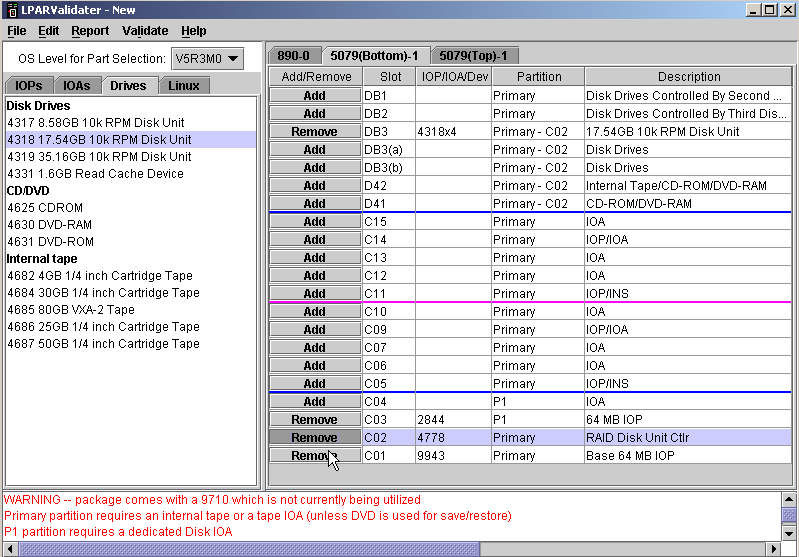 LPARValidater - New
File Edit Report Validate Help
OS Level for Part Selection: V5R3M0
IOPs IOAs Drives Linux
Disk Drives
4317 8.58GB 10k RPM Disk Unit
4318 17.54GB 10k RPM Disk Unit
4319 35.16GB 10k RPM Disk Unit
4331 1.6GB Read Cache Device
CD/DVD
4625 CDROM
4630 DVD-RAM
4631 DVD-ROM
Internal tape
4682 4GB 1/4 inch Cartridge Tape
4684 30GB 1/4 inch Cartridge Tape
4685 80GB VXA-2 Tape
4686 25GB 1/4 inch Cartridge Tape
4687 50GB 1/4 inch Cartridge Tape
890-0 5079(Bottom)-1 5079(Top)-1
Add/Remove Slot IOP/IOA/Dev Partition Description
Add DB1 Primary Disk Drives Controlled By Second ...
Add DB2 Primary Disk Drives Controlled By Third Dis...
Remove DB3 4318x4 Primary - C02 17.54GB 10k RPM Disk Unit
Add DB3(a) Primary - C02 Disk Drives
Add DB3(b) Primary - C02 Disk Drives
Add D42 Primary - C02 Internal Tape/CD-ROM/DVD-RAM
Add D41 Primary - C02 CD-ROM/DVD-RAM
Add C15 Primary IOA
Add C14 Primary IOP/IOA
Add C13 Primary IOA
Add C12 Primary IOA
Add C11 Primary IOP/INS
Add C10 Primary IOA
Add C09 Primary IOP/IOA
Add C07 Primary IOA
Add C06 Primary IOA
Add C05 Primary IOP/INS
Add C04 P1 IOA
Remove C03 2844 P1 64 MB IOP
Remove C02 4778 Primary RAID Disk Unit Ctlr
Remove C01 9943 Primary Base 64 MB IOP
WARNING -- package comes with a 9710 which is not currently being utilized
Primary partition requires an internal tape or a tape IOA (unless DVD is used for save/restore)
P1 partition requires a dedicated Disk IOA